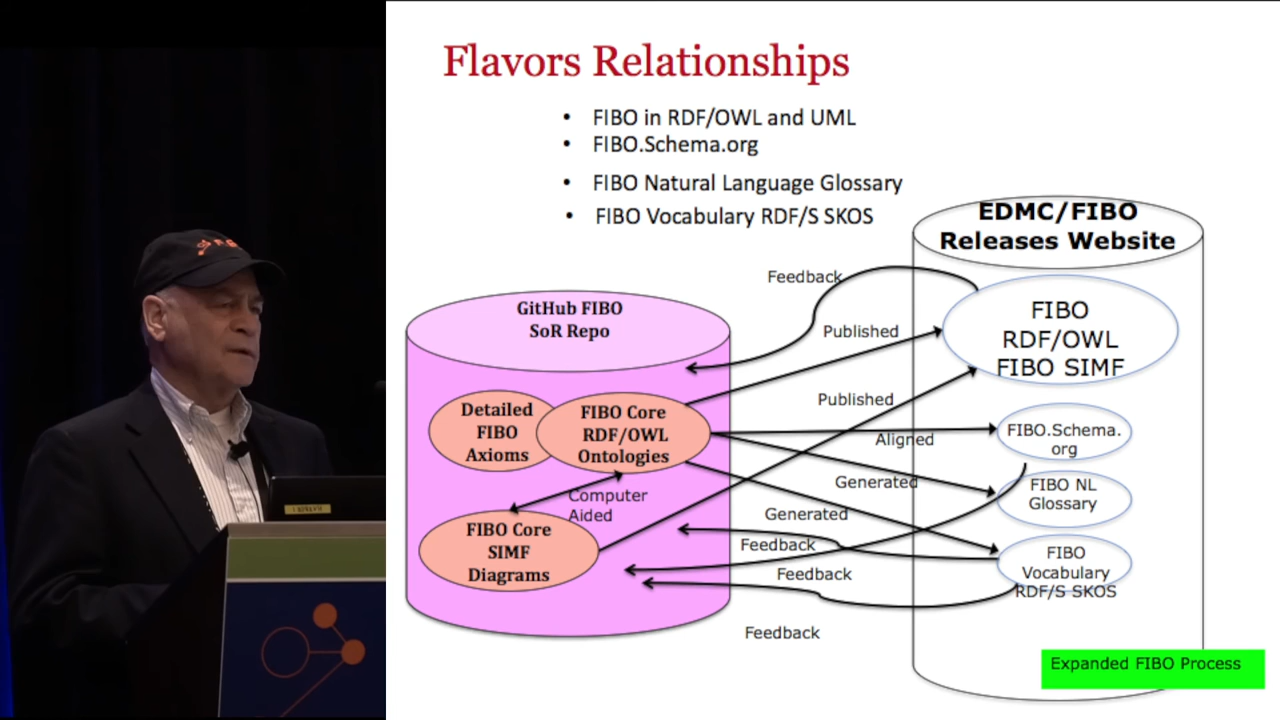 Flavors Relationships
• FIBO in RDF/OWL and UML
• FIBO.Schema.org
• FIBO Natural Language Glossary
• FIBO Vocabulary RDF/S SKOS
EDMC/FIBO
Releases Website
Feedback
GitHub FIBO
SoR Repo
Published
FIBO
RDF/OWL
FIBO SIMF
Published
Detailed
FIBO
Axioms
FIBO Core
RDF/OWL
Ontologies
Aligned
FIBO.Schema.
org
Generated
FIBO NL
Glossary
Computer
Aided
Generated
FIBO Core
SIMF
Diagrams
Feedback
FIBO
Vocabulary
RDF/S SKOS
Feedback
Feedback
Expanded FIBO Process